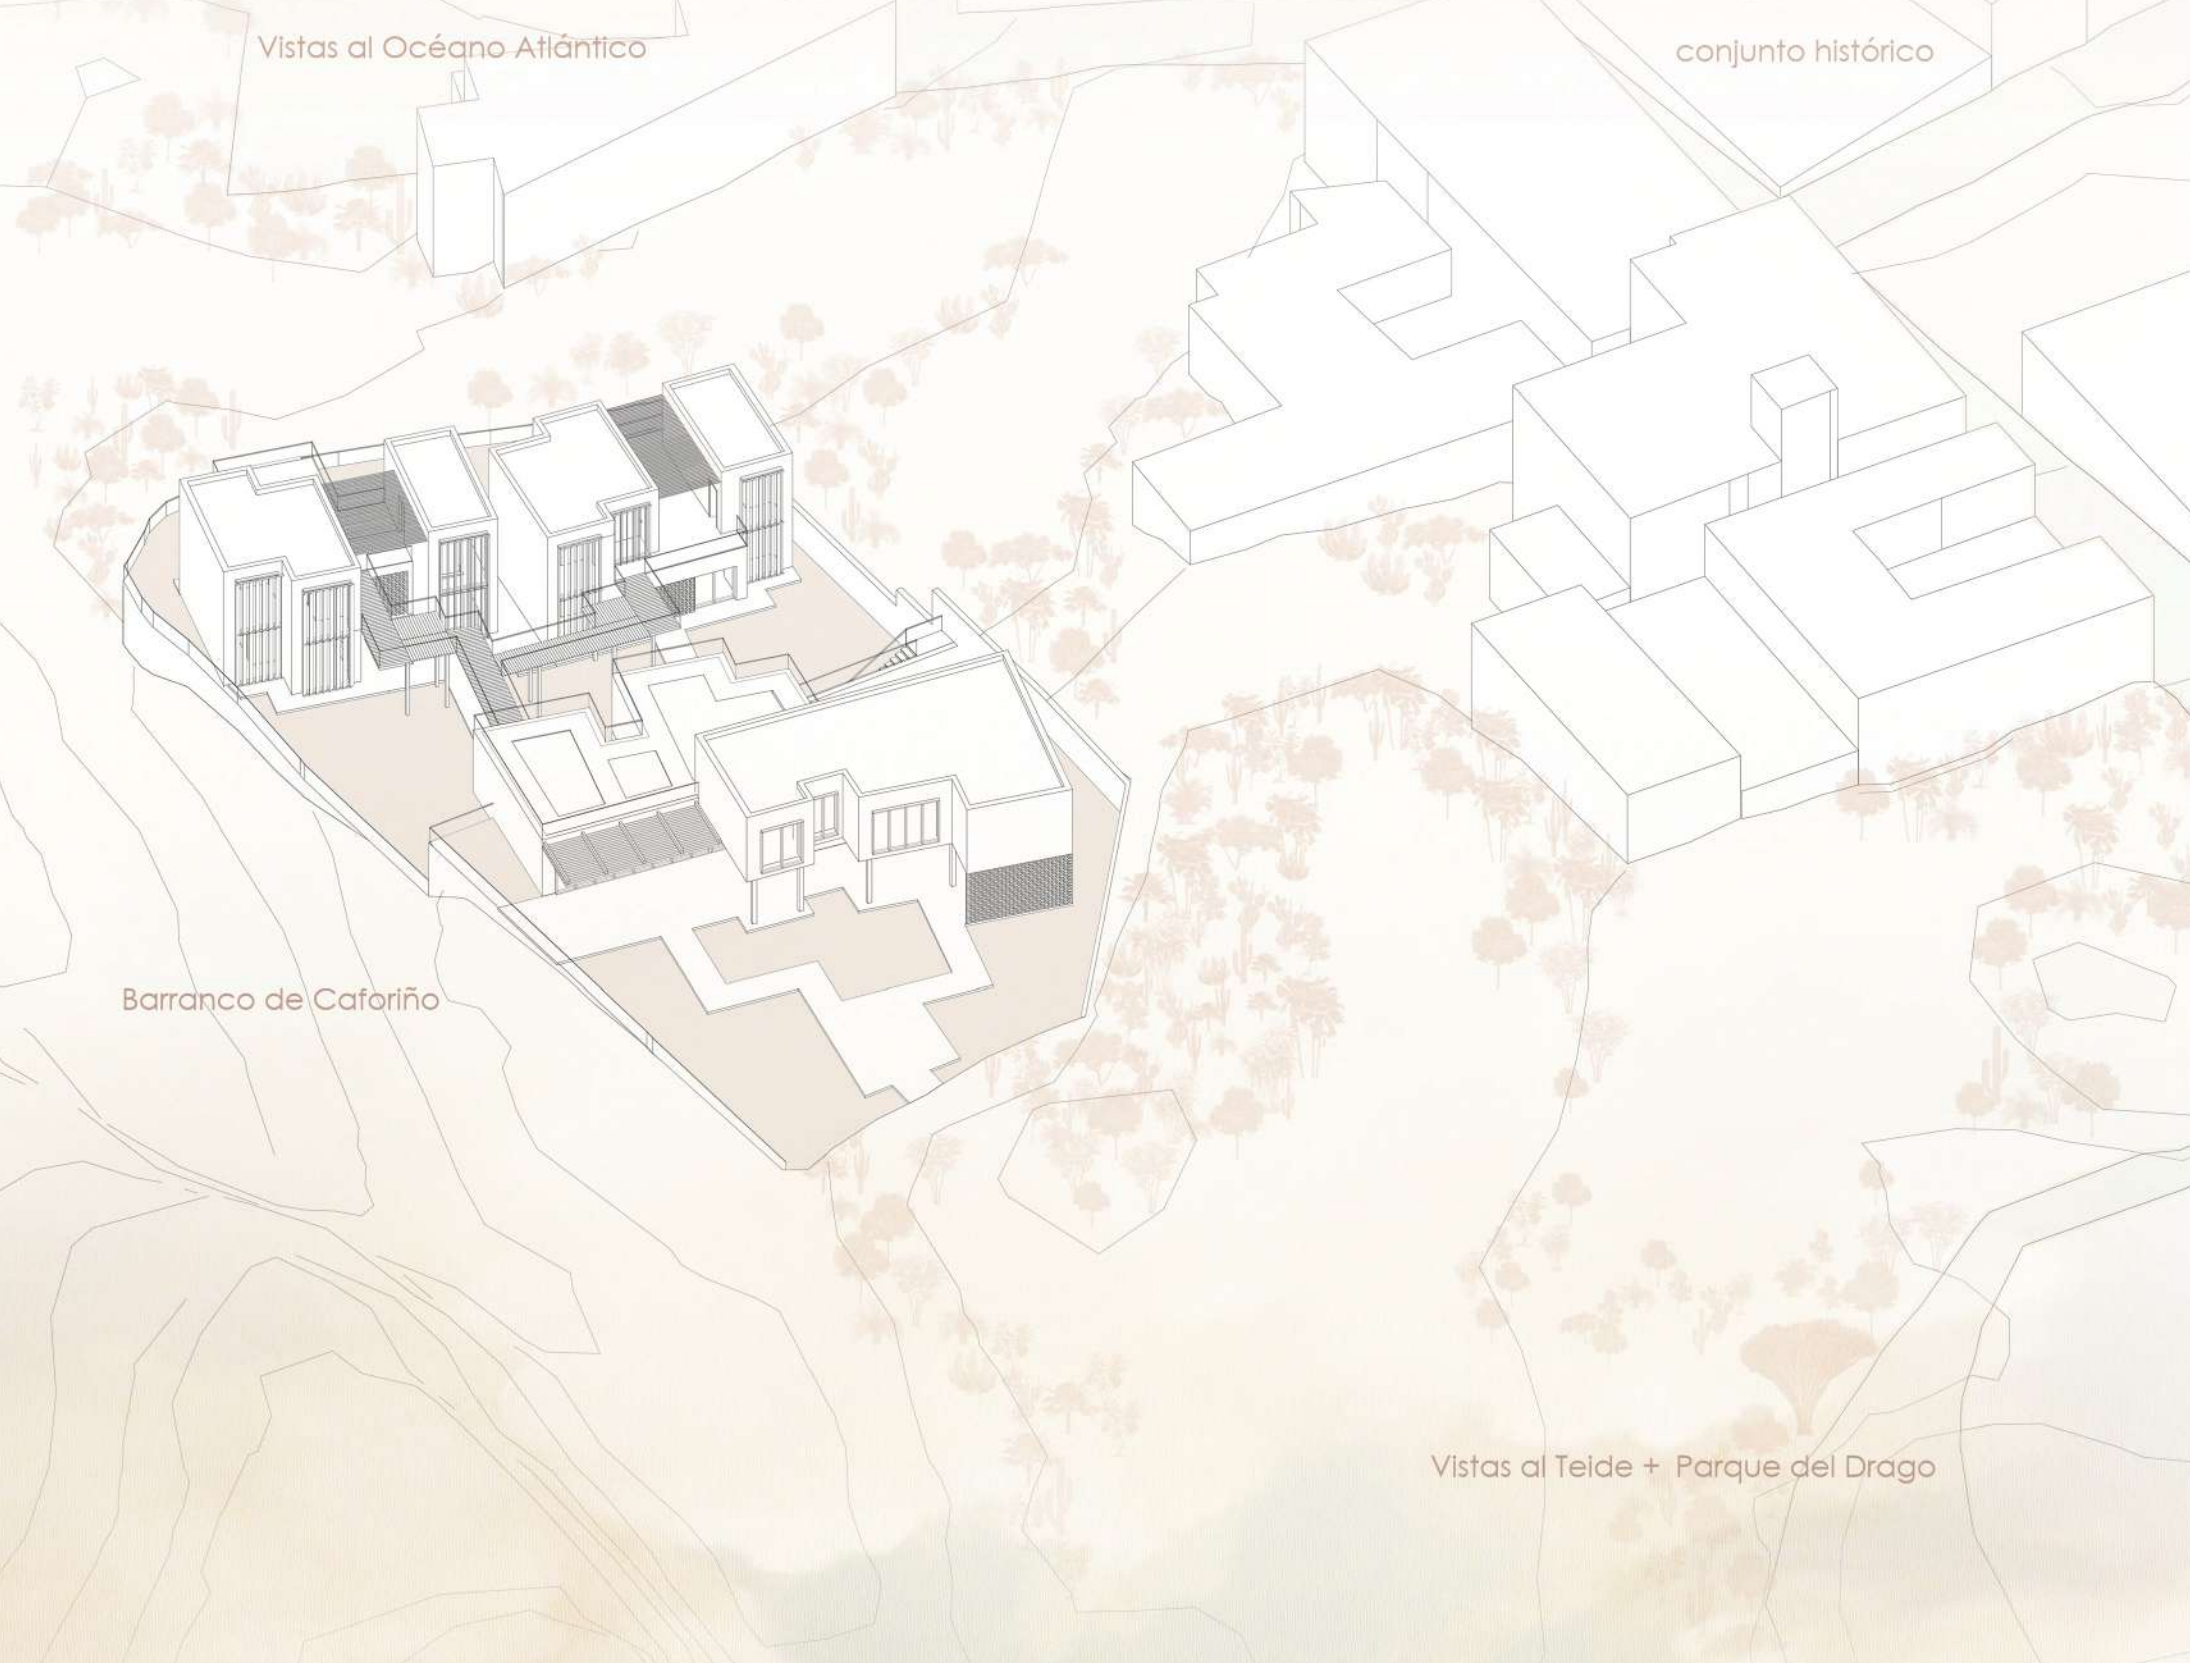 Vistas al Océano Atlántico
conjunto histórico
Barranco de Caforiño
Vistas al Teide + Parque del Drago